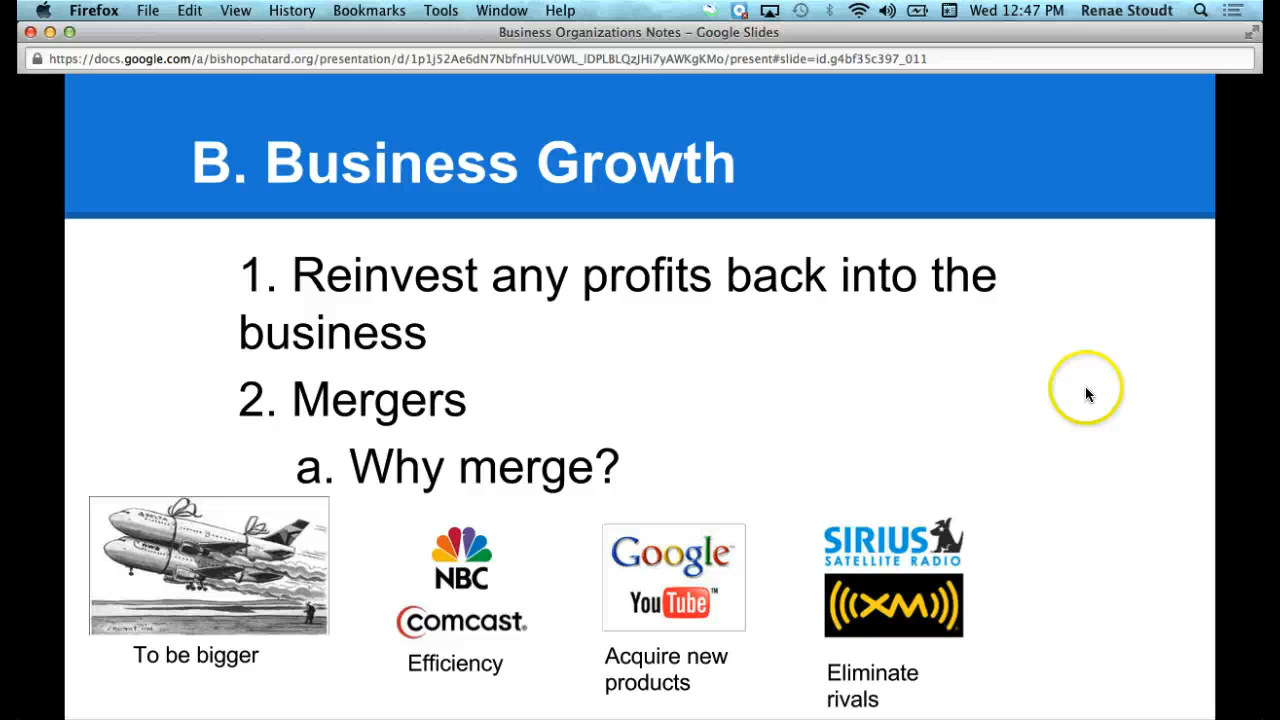 Firefox File Edit View History Bookmarks Tools Window Help Wed 12:47 PM Renae Stoudt
Business Organizations Notes – Google Slides
https://docs.google.com/a/bishopchatard.org/presentation/d/1p1j52Ae6dN7NbfnHULV0WL_lDPLBLQzJHi7yAWKgKMo/present#slide=id.g4bf35c397_011
B. Business Growth
1. Reinvest any profits back into the
business
2. Mergers
a. Why merge?
DELTA
To be bigger
NBC
Comcast.
Efficiency
Google™
YouTube™
Acquire new
products
SIRIUS
SATELLITE RADIO
XM
Eliminate
rivals